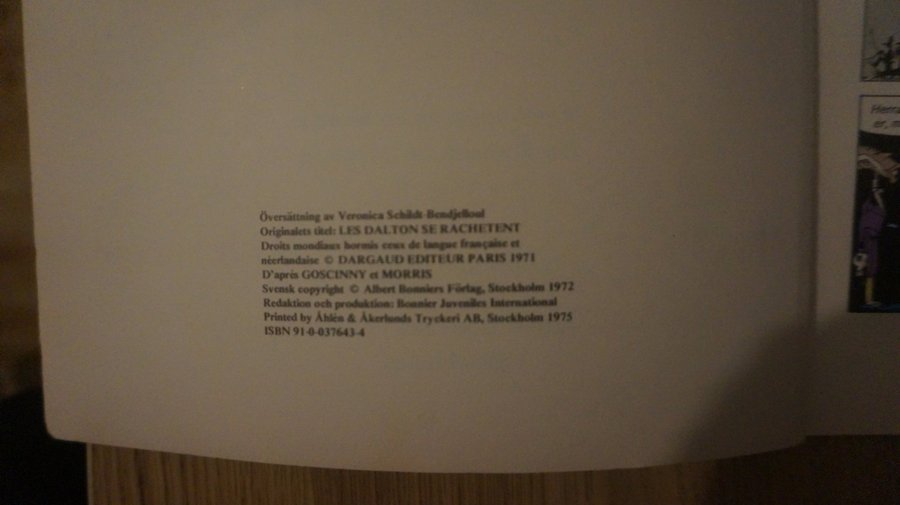 Översättning av Veronica Schildt Bendjelloul
Originalets titel: LES DALTON SE RACHETENT
Droits mondiaux hormis ceux de langue française et
néerlandaise © DARGAUD EDITEUR PARIS 1971
D'après GOSCINNY et MORRIS
Svensk copyright © Albert Bonniers Förlag, Stockholm 1972
Redaktion och produktion: Bonnier Juveniles International
Printed by Åhlén & Åkerlunds Tryckeri AB, Stockholm 1975
ISBN 91-0-037643-4
er,